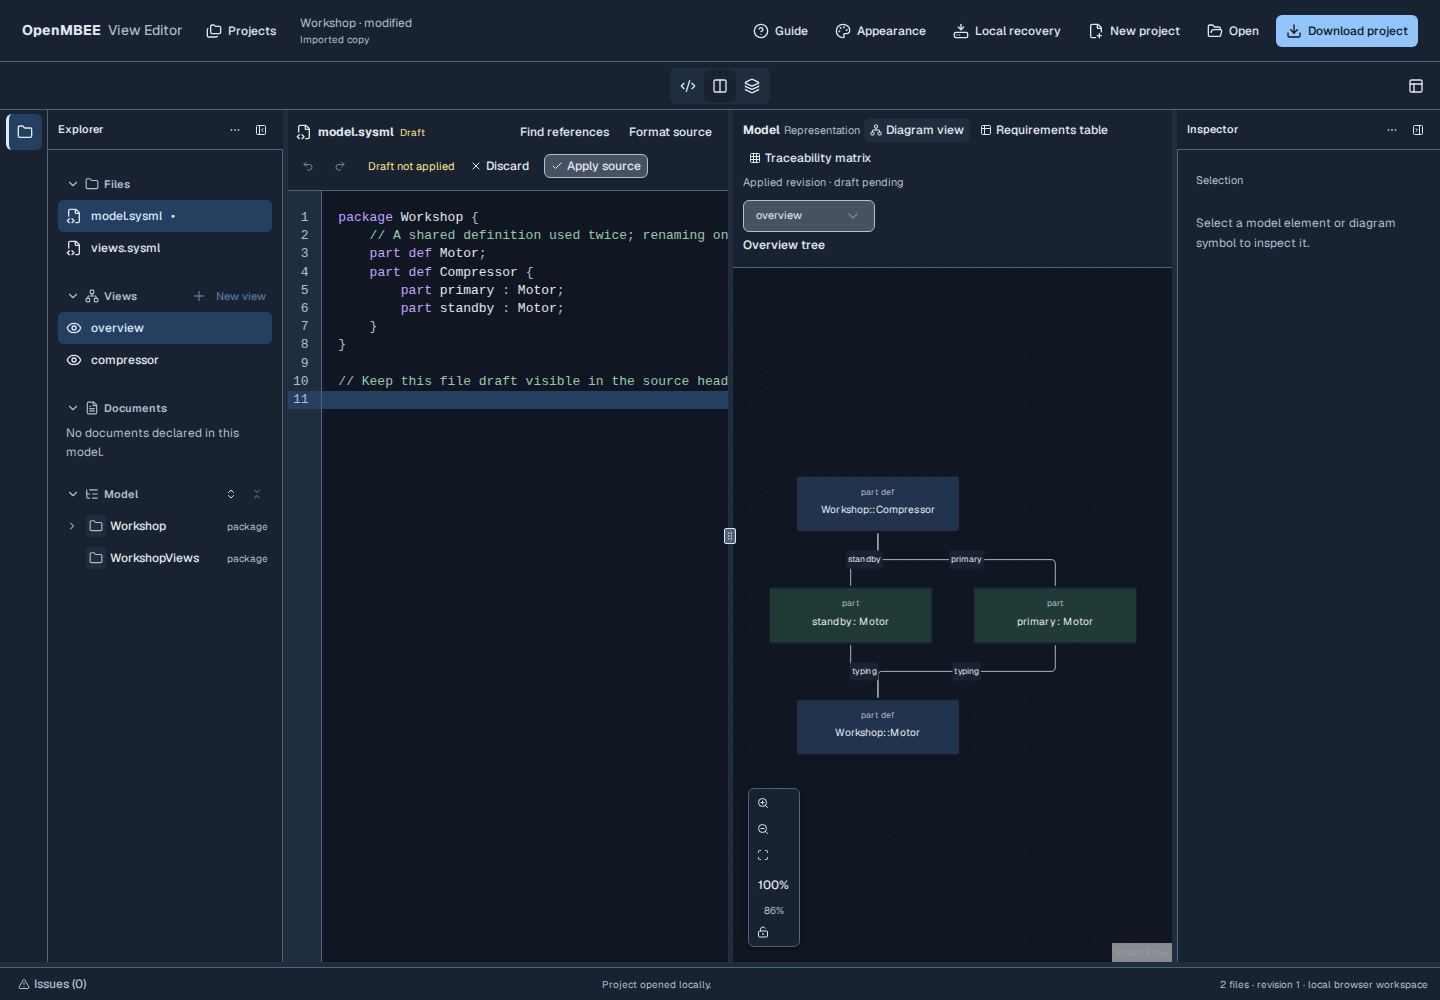 OpenMBEE View Editor
Projects
Workshop · modified
Imported copy
Guide
Appearance
Local recovery
New project
Open
Download project
Explorer
Files
model.sysml •
views.sysml
Views
New view
overview
compressor
Documents
No documents declared in this
model.
Model
Workshop package
WorkshopViews package
model.sysml Draft
Find references
Format source
Draft not applied
Discard
Apply source
1 package Workshop {
2 // A shared definition used twice; renaming on
3 part def Motor;
4 part def Compressor {
5 part primary : Motor;
6 part standby : Motor;
7 }
8 }
9
10 // Keep this file draft visible in the source head
11
Model Representation
Diagram view
Requirements table
Traceability matrix
Applied revision · draft pending
overview
Overview tree
part def
Workshop::Compressor
standby
primary
part
standby : Motor
part
primary : Motor
typing
typing
part def
Workshop::Motor
100%
86%
React Flow
Inspector
Selection
Select a model element or diagram
symbol to inspect it.
Issues (0)
Project opened locally.
2 files · revision 1 · local browser workspace